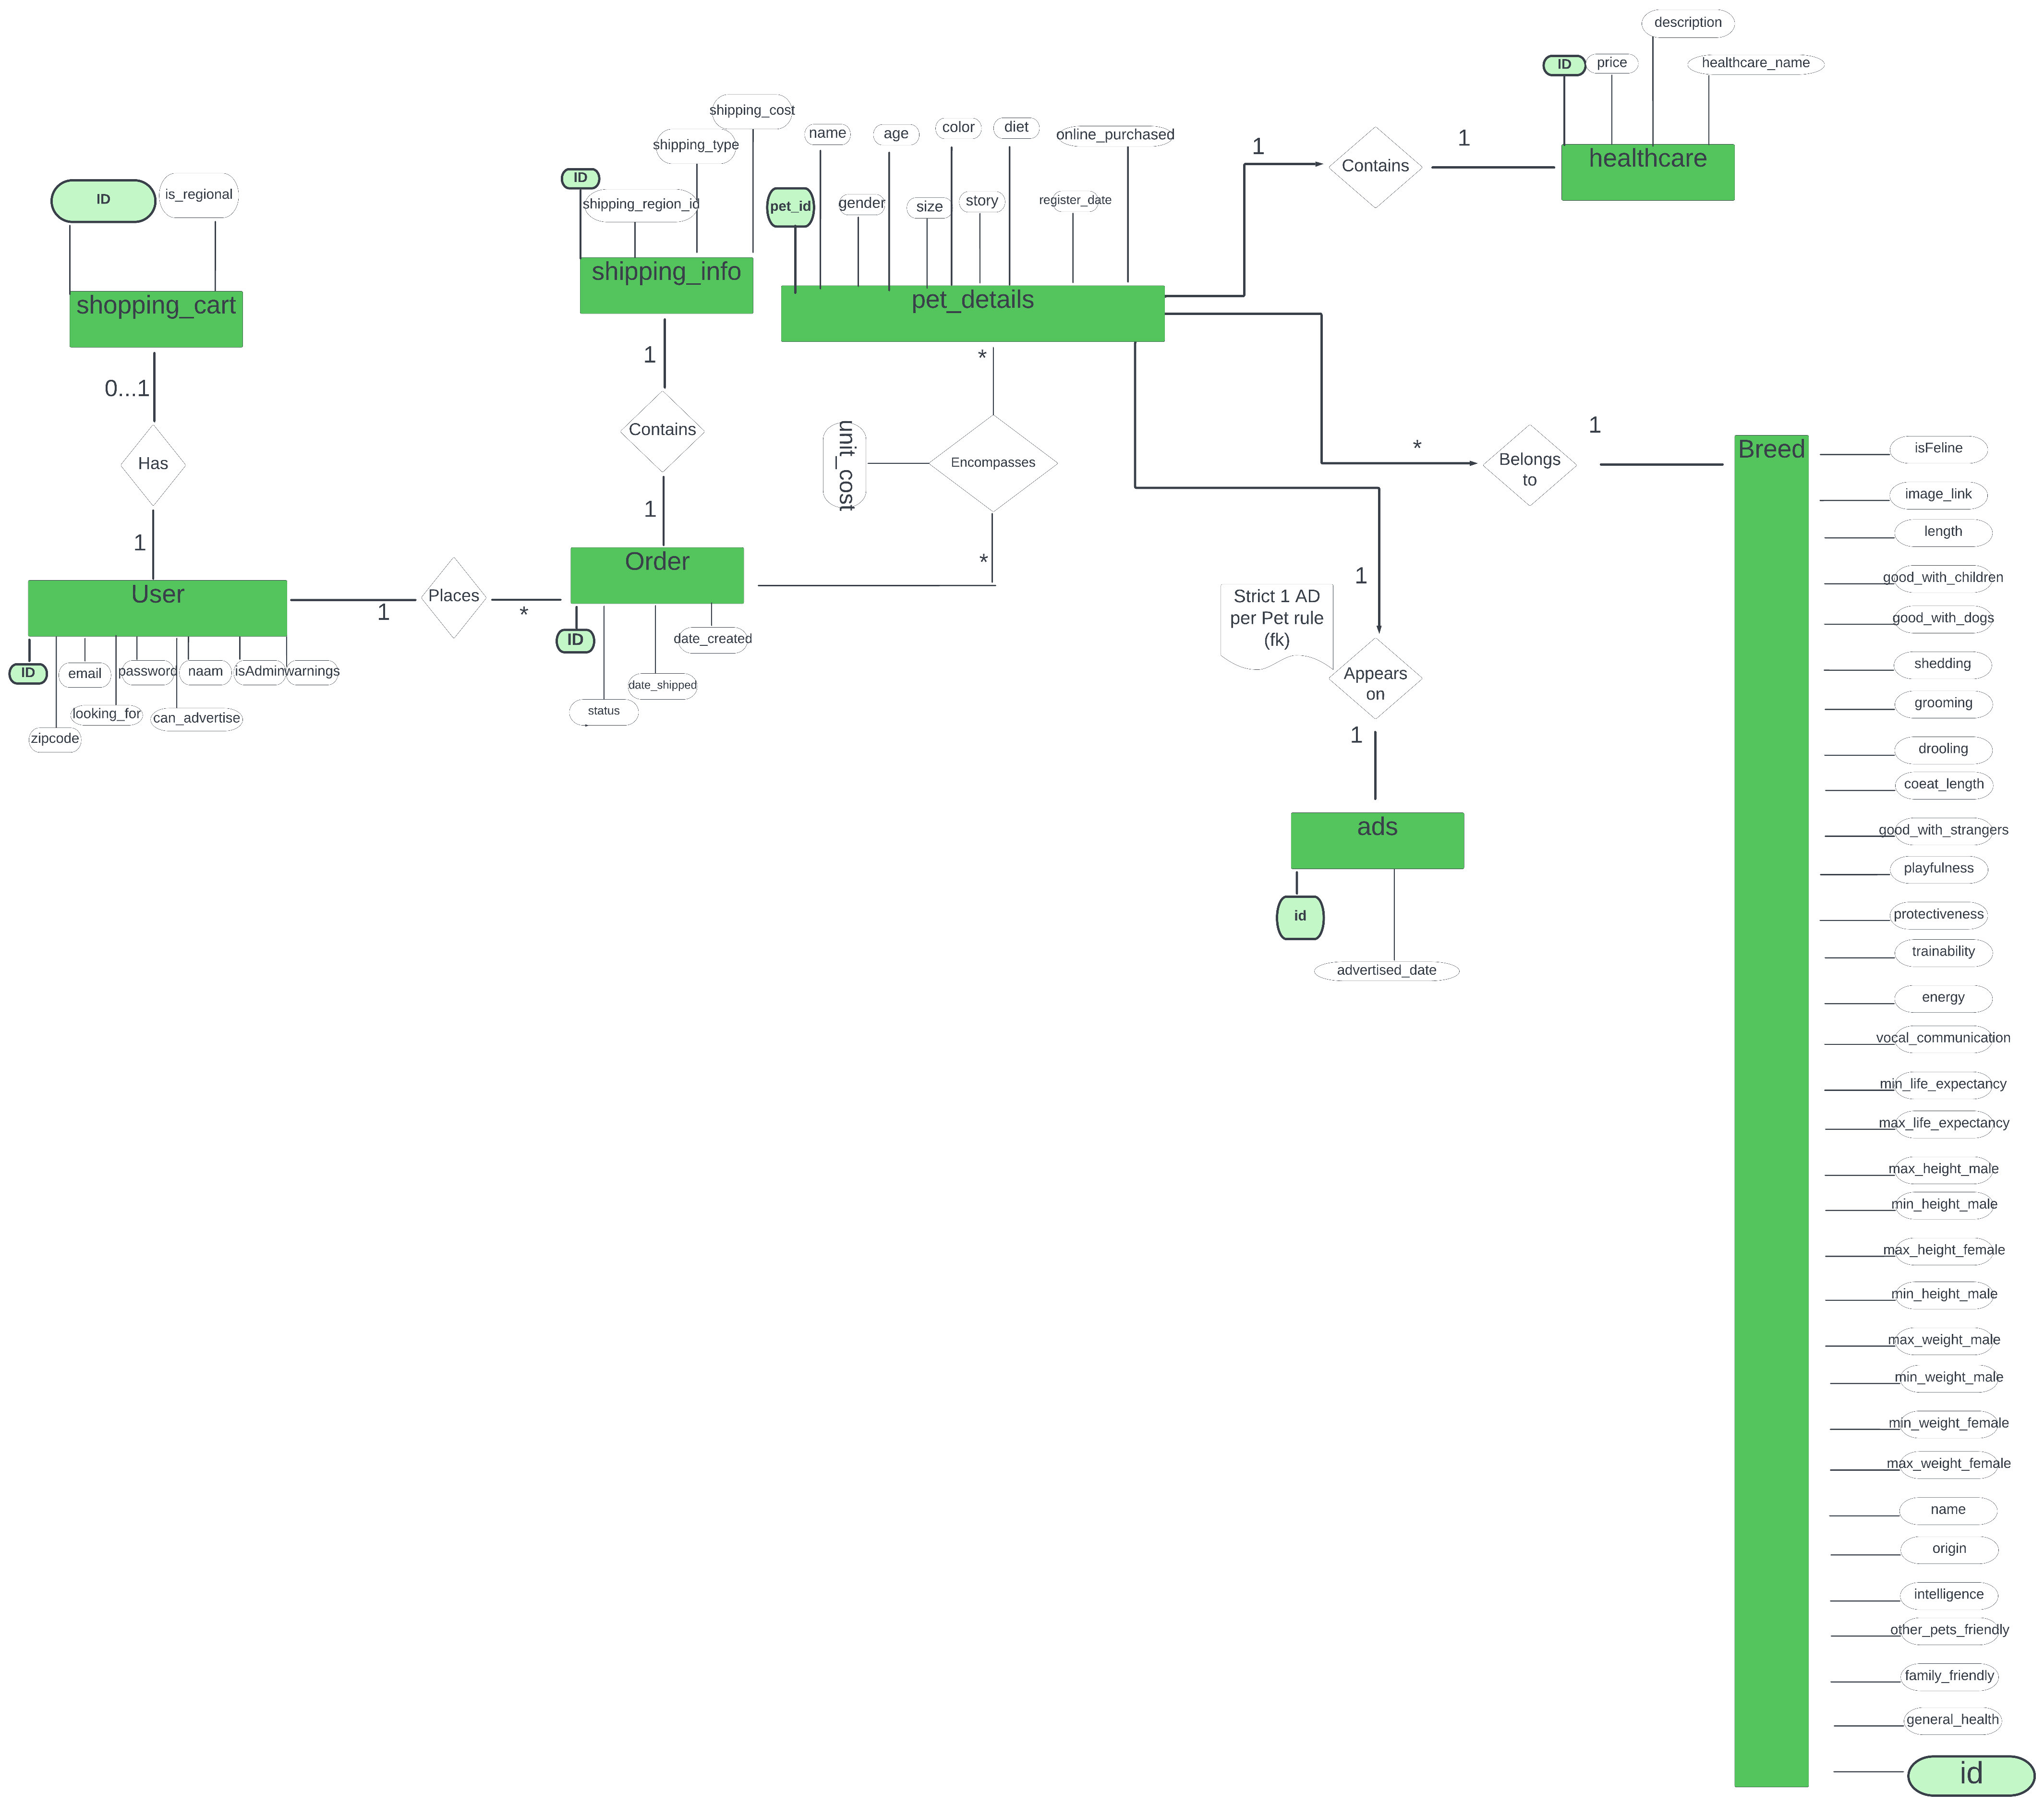 description
ID
price
healthcare_name
healthcare
1
Contains
1
shipping_cost
shipping_type
ID
shipping_region_id
shipping_info
name
age
color
diet
online_purchased
pet_id
gender
size
story
register_date
pet_details
ID
is_regional
shopping_cart
0...1
Has
1
User
ID
email
password
naam
isAdmin
warnings
looking_for
can_advertise
zipcode
1
Places
*
1
Contains
1
Order
ID
date_created
date_shipped
status
*
unit_cost
Encompasses
*
*
Belongs
to
1
1
Strict 1 AD
per Pet rule
(fk)
Appears
on
1
ads
id
advertised_date
Breed
isFeline
image_link
length
good_with_children
good_with_dogs
shedding
grooming
drooling
coeat_length
good_with_strangers
playfulness
protectiveness
trainability
energy
vocal_communication
min_life_expectancy
max_life_expectancy
max_height_male
min_height_male
max_height_female
min_height_male
max_weight_male
min_weight_male
min_weight_female
max_weight_female
name
origin
intelligence
other_pets_friendly
family_friendly
general_health
id